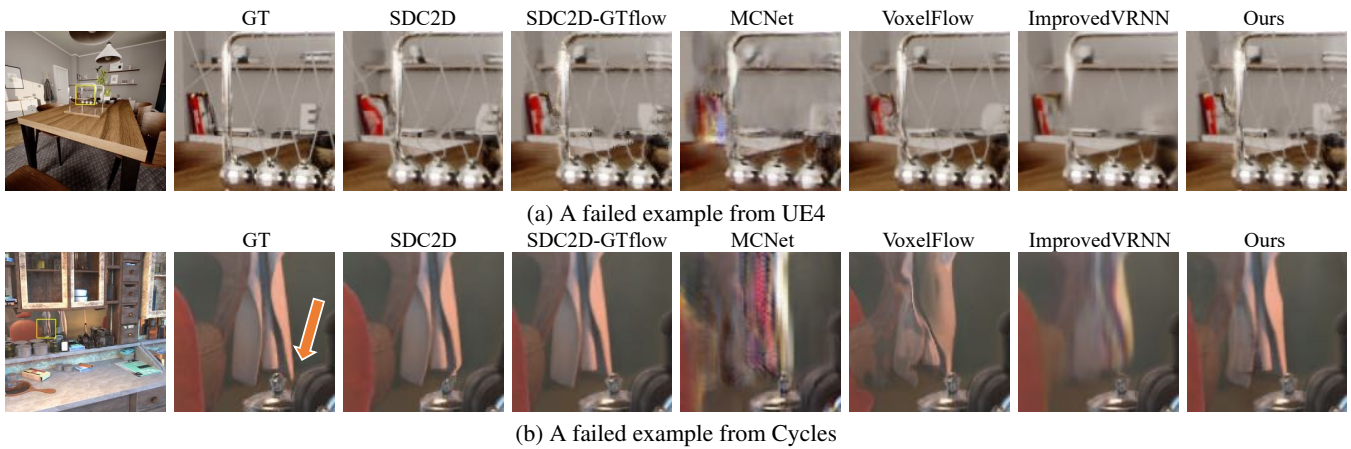 GT SDC2D SDC2D-GTflow MCNet VoxelFlow ImprovedVRNN Ours
(a) A failed example from UE4
GT SDC2D SDC2D-GTflow MCNet VoxelFlow ImprovedVRNN Ours
(b) A failed example from Cycles